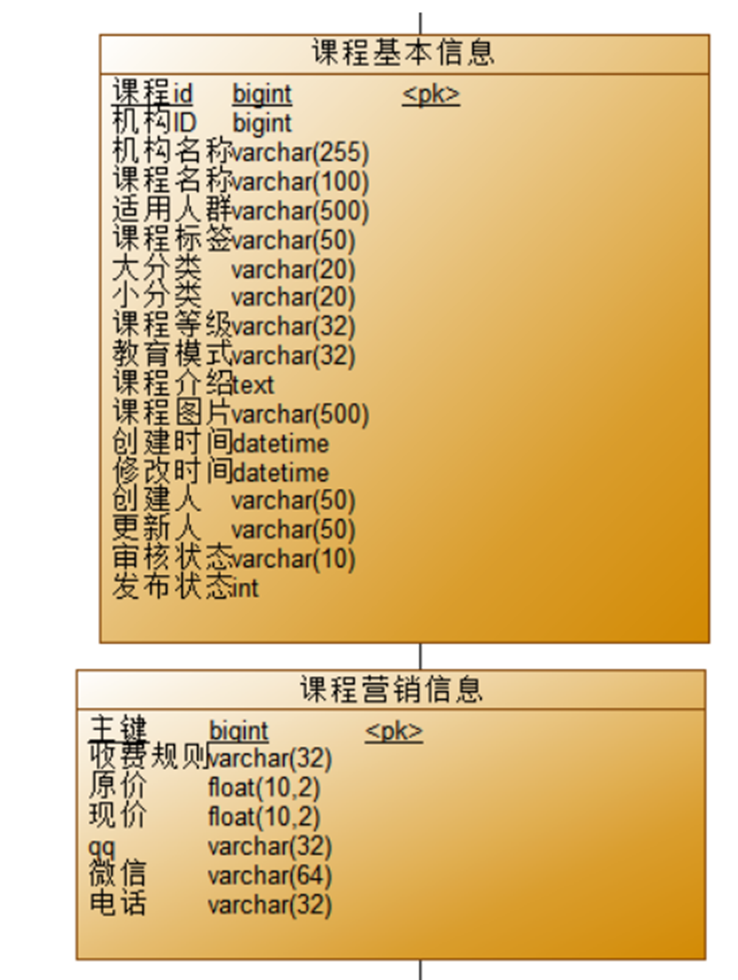 课程基本信息
课程id bigint <pk>
机构ID bigint
机构名称 varchar(255)
课程名称 varchar(100)
适用人群 varchar(500)
课程标签 varchar(50)
大分类 varchar(20)
小分类 varchar(20)
课程等级 varchar(32)
教育模式 varchar(32)
课程介绍 text
课程图片 varchar(500)
创建时间 datetime
修改时间 datetime
创建人 varchar(50)
更新人 varchar(50)
审核状态 varchar(10)
发布状态 int
课程营销信息
主键 bigint <pk>
收费规则 varchar(32)
原价 float(10,2)
现价 float(10,2)
qq varchar(32)
微信 varchar(64)
电话 varchar(32)